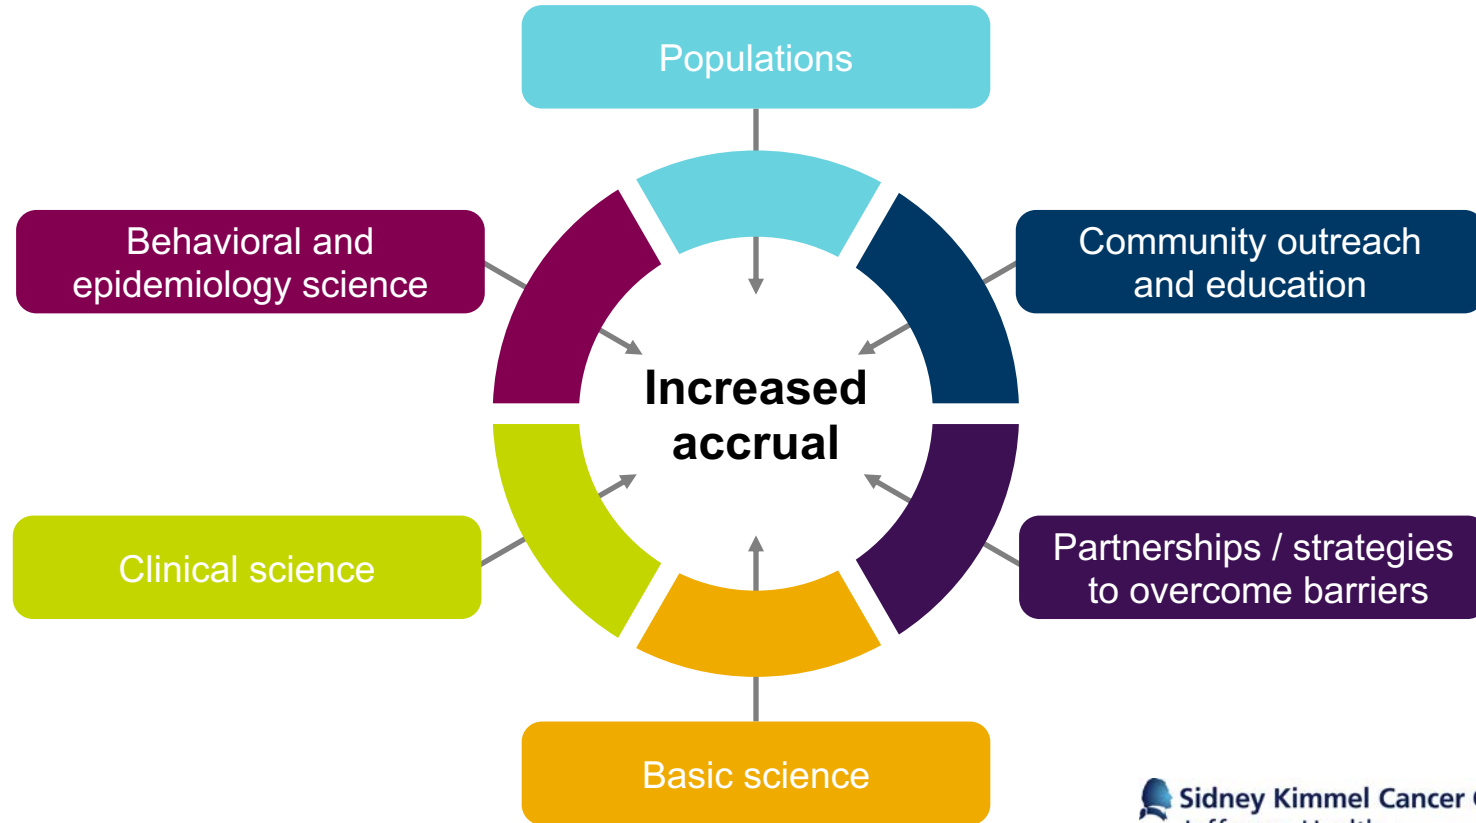 Populations
Behavioral and
epidemiology science
Community outreach
and education
Increased
accrual
Clinical science
Partnerships / strategies
to overcome barriers
Basic science
Sidney Kimmel Cancer